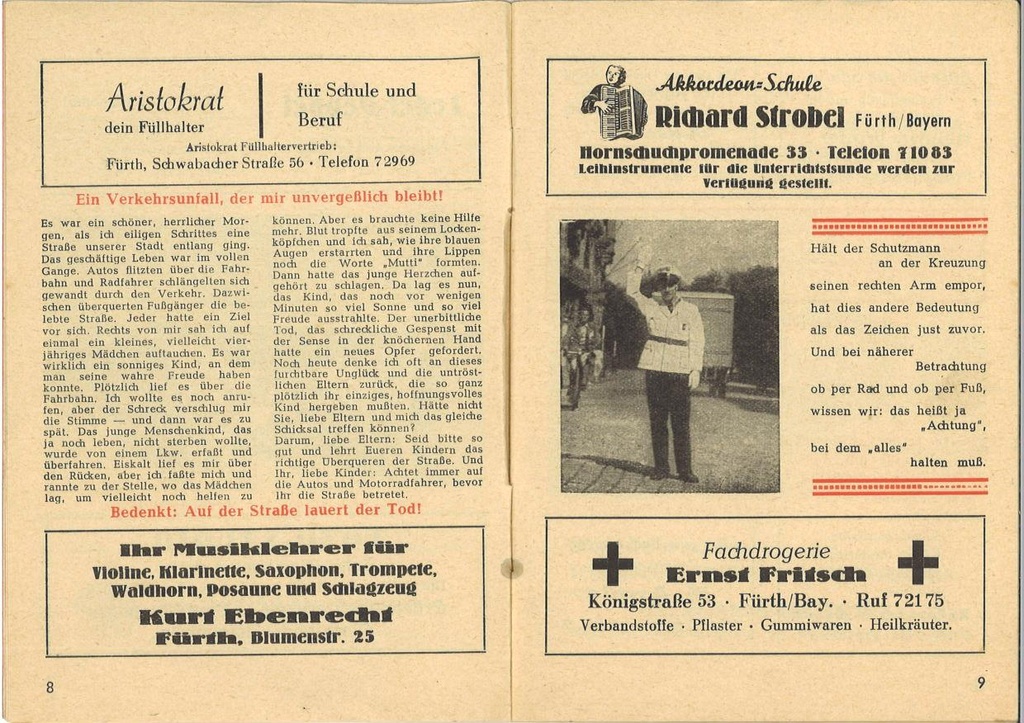 Aristokrat
dein Füllhalter
für Schule und
Beruf
Aristokrat Füllhaltervertrieb:
Fürth, Schwabacher Straße 56 · Telefon 72969
Ein Verkehrsunfall, der mir unvergeßlich bleibt!
Es war ein schöner, herrlicher Mor-
gen, als ich eiligen Schrittes eine
Straße unserer Stadt entlang ging.
Das geschäftige Leben war im vollen
Gange. Autos flitzten über die Fahr-
bahn und Radfahrer schlängelten sich
gewandt durch den Verkehr. Dazwi-
schen überquerten Fußgänger die be-
lebte Straße. Jeder hatte ein Ziel
vor sich. Rechts von mir sah ich auf
einmal ein kleines, vielleicht vier-
jähriges Mädchen auftauchen. Es war
wirklich ein sonniges Kind, an dem
man seine wahre Freude haben
konnte. Plötzlich lief es über die
Fahrbahn. Ich wollte es noch anru-
fen, aber der Schreck verschlug mir
die Stimme — und dann war es zu
spät. Das junge Menschenkind, das
ja noch leben, nicht sterben wollte,
wurde von einem Lkw. erfaßt und
überfahren. Eiskalt lief es mir über
den Rücken, aber ich faßte mich und
rannte zu der Stelle, wo das Mädchen
lag, um vielleicht noch helfen zu
können. Aber es brauchte keine Hilfe
mehr. Blut tropfte aus seinem Locken-
köpfchen und ich sah, wie ihre blauen
Augen erstarrten und ihre Lippen
noch die Worte „Mutti" formten.
Dann hatte das junge Herzchen auf-
gehört zu schlagen. Da lag es nun,
das Kind, das noch vor wenigen
Minuten so viel Sonne und so viel
Freude ausstrahlte. Der unerbittliche
Tod, das schreckliche Gespenst mit
der Sense in der knöchernen Hand
hatte ein neues Opfer gefordert.
Noch heute denke ich oft an dieses
furchtbare Unglück und die untröst-
lichen Eltern zurück, die so ganz
plötzlich ihr einziges, hoffnungsvolles
Kind hergeben mußten. Hätte nicht
Sie, liebe Eltern und mich das gleiche
Schicksal treffen können?
Darum, liebe Eltern: Seid bitte so
gut und lehrt Eueren Kindern das
richtige Überqueren der Straße. Und
Ihr, liebe Kinder: Achtet immer auf
die Autos und Motorradfahrer, bevor
Ihr die Straße betretet.
Bedenkt: Auf der Straße lauert der Tod!
Ihr Musiklehrer für
Violine, Klarinette, Saxophon, Trompete,
Waldhorn, Posaune und Schlagzeug
Kurt Ebenrecht
Fürth, Blumenstr. 25
8
Akkordeon=Schule
Richard Strobel Fürth/Bayern
Hornschuchpromenade 33 · Telefon 71083
Leihinstrumente für die Unterrichtsstunde werden zur
Verfügung gestellt.
Hält der Schutzmann
an der Kreuzung
seinen rechten Arm empor,
hat dies andere Bedeutung
als das Zeichen just zuvor.
Und bei näherer
Betrachtung
ob per Rad und ob per Fuß,
wissen wir: das heißt ja
„Achtung",
bei dem „alles"
halten muß.
Fachdrogerie
Ernst Fritsch
Königstraße 53 · Fürth/Bay. · Ruf 72175
Verbandstoffe · Pflaster · Gummiwaren · Heilkräuter.
9